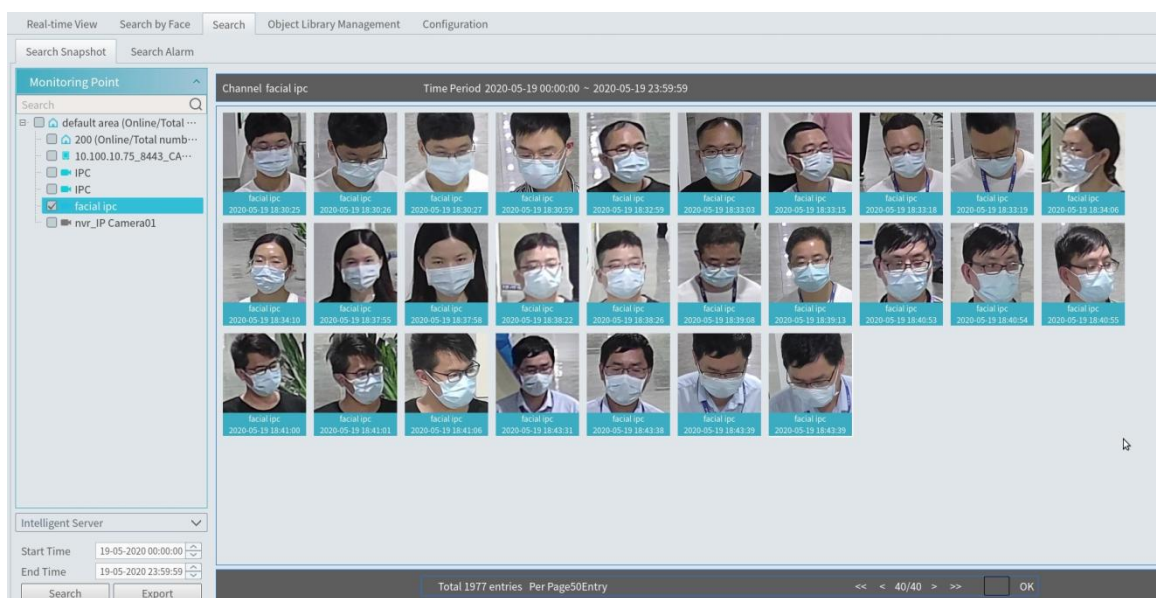 Real-time View Search by Face Search Object Library Management Configuration
Search Snapshot Search Alarm
Monitoring Point
Channel facial ipc Time Period 2020-05-19 00:00:00 ~ 2020-05-19 23:59:59
Search
default area (Online/Total ···
200 (Online/Total numb···
10.100.10.75_8443_CA···
IPC
IPC
facial ipc
nvr_IP Camera01
facial ipc facial ipc facial ipc facial ipc facial ipc facial ipc facial ipc facial ipc facial ipc facial ipc
2020-05-19 18:30:25 2020-05-19 18:30:26 2020-05-19 18:30:27 2020-05-19 18:30:59 2020-05-19 18:32:59 2020-05-19 18:33:03 2020-05-19 18:33:15 2020-05-19 18:33:18 2020-05-19 18:33:19 2020-05-19 18:34:06
facial ipc facial ipc facial ipc facial ipc facial ipc facial ipc facial ipc facial ipc facial ipc facial ipc
2020-05-19 18:34:10 2020-05-19 18:37:55 2020-05-19 18:37:58 2020-05-19 18:38:22 2020-05-19 18:38:26 2020-05-19 18:39:08 2020-05-19 18:39:13 2020-05-19 18:40:53 2020-05-19 18:40:54 2020-05-19 18:40:55
facial ipc facial ipc facial ipc facial ipc facial ipc facial ipc facial ipc
2020-05-19 18:41:00 2020-05-19 18:41:01 2020-05-19 18:41:06 2020-05-19 18:43:31 2020-05-19 18:43:38 2020-05-19 18:43:39 2020-05-19 18:43:39
Intelligent Server
Start Time 19-05-2020 00:00:00
End Time 19-05-2020 23:59:59
Search Export
Total 1977 entries Per Page50Entry << < 40/40 > >> OK